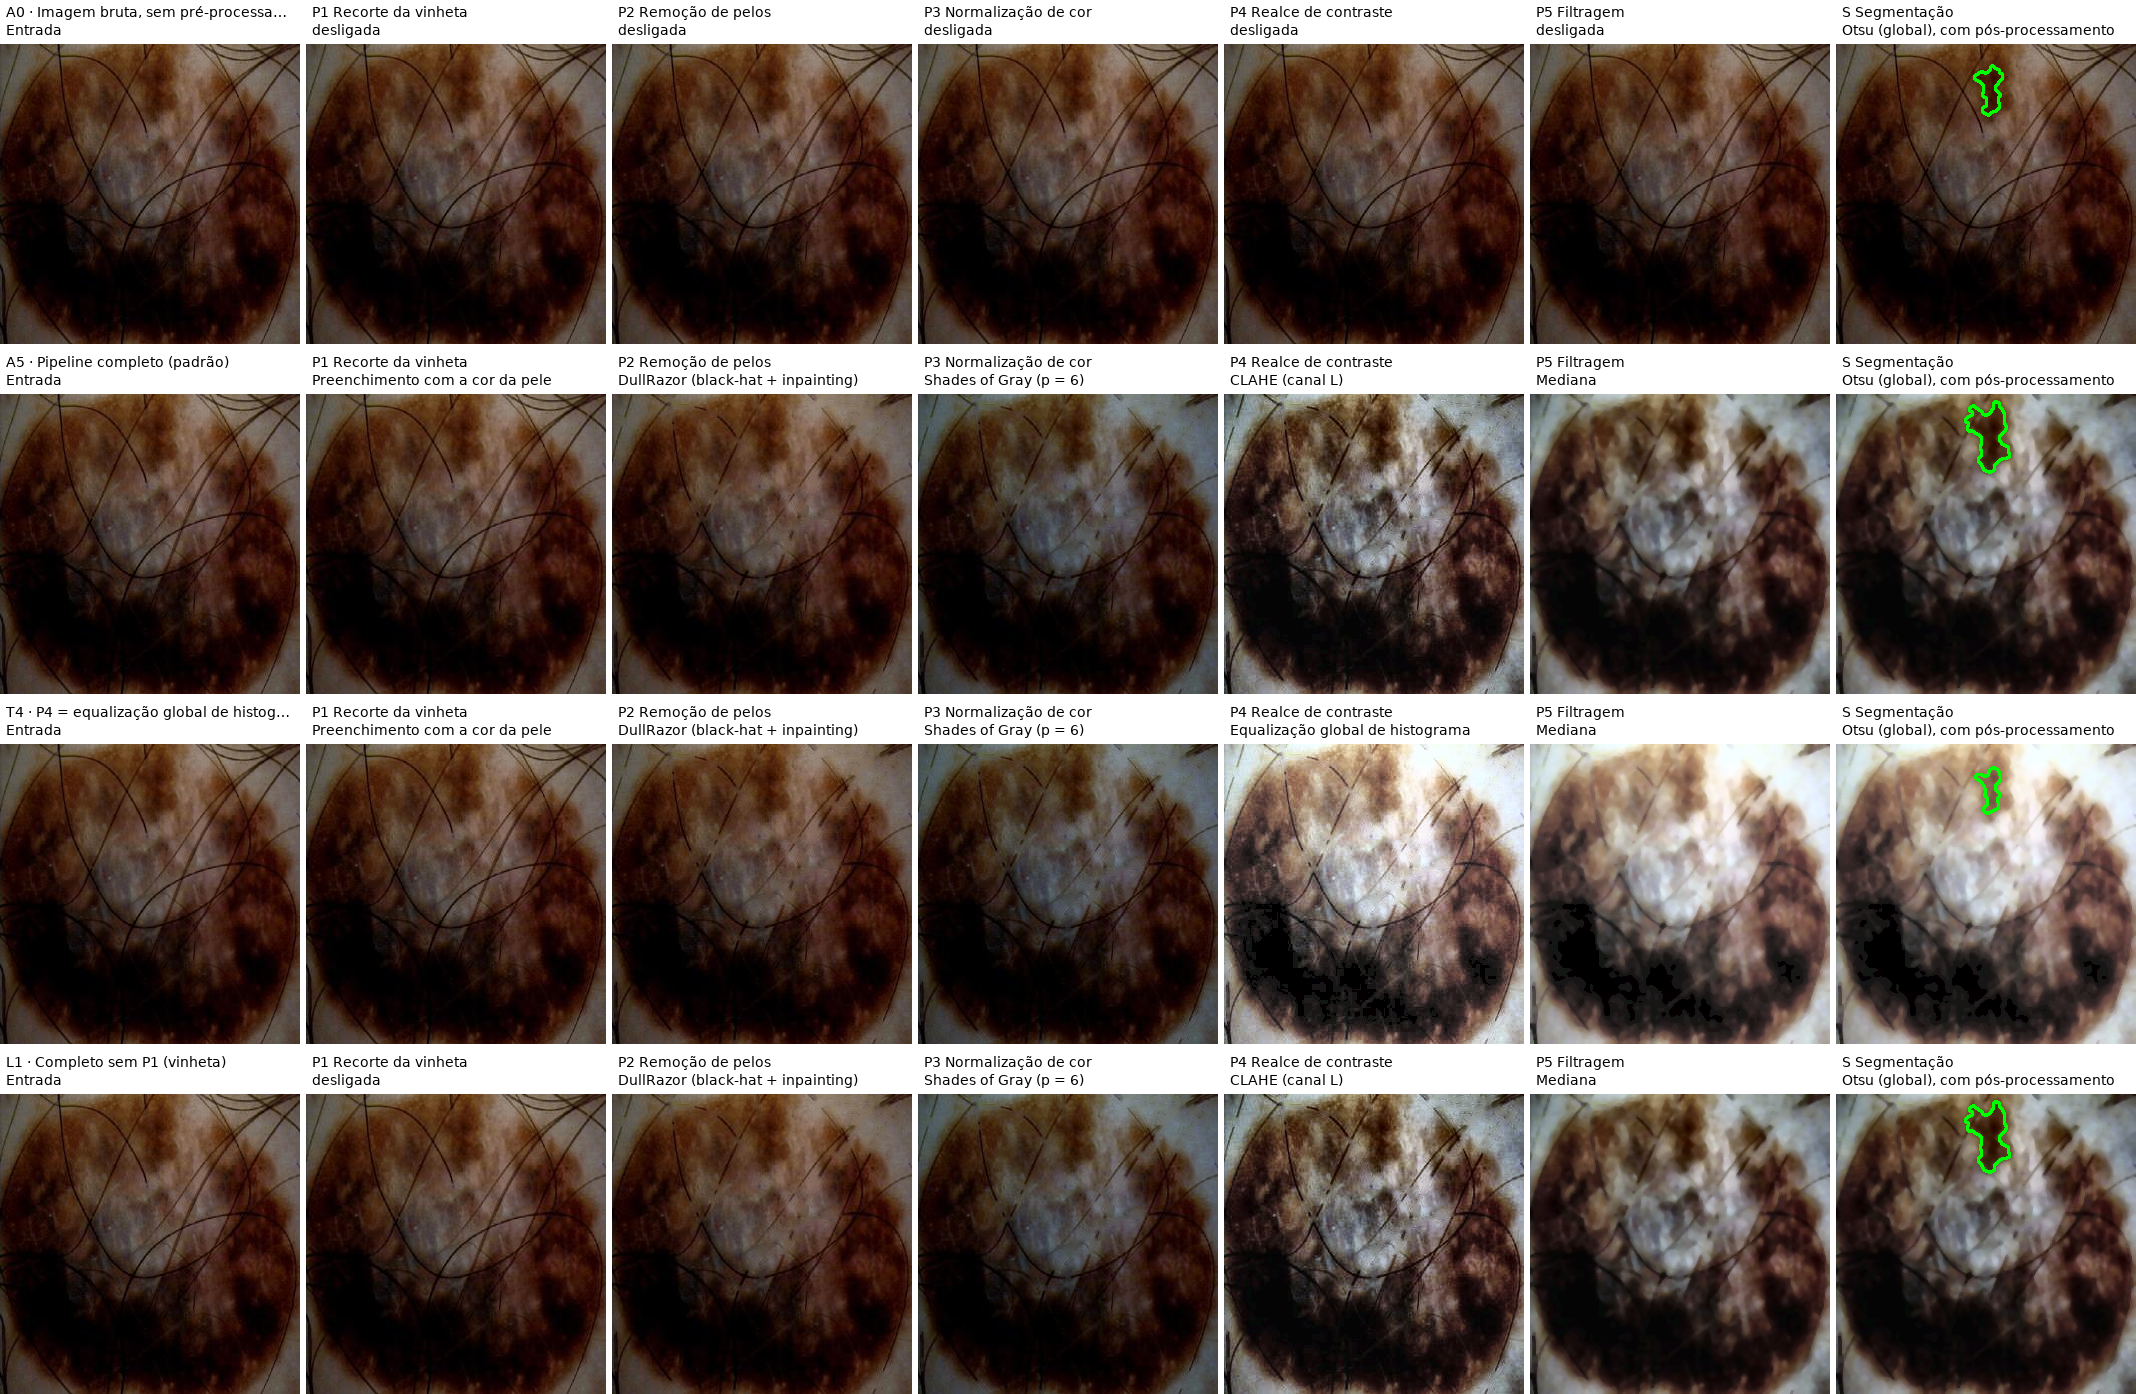 A0 · Imagem bruta, sem pré-processa...
Entrada
P1 Recorte da vinheta
desligada
P2 Remoção de pelos
desligada
P3 Normalização de cor
desligada
P4 Realce de contraste
desligada
P5 Filtragem
desligada
S Segmentação
Otsu (global), com pós-processamento
A5 · Pipeline completo (padrão)
Entrada
P1 Recorte da vinheta
Preenchimento com a cor da pele
P2 Remoção de pelos
DullRazor (black-hat + inpainting)
P3 Normalização de cor
Shades of Gray (p = 6)
P4 Realce de contraste
CLAHE (canal L)
P5 Filtragem
Mediana
S Segmentação
Otsu (global), com pós-processamento
T4 · P4 = equalização global de histog...
Entrada
P1 Recorte da vinheta
Preenchimento com a cor da pele
P2 Remoção de pelos
DullRazor (black-hat + inpainting)
P3 Normalização de cor
Shades of Gray (p = 6)
P4 Realce de contraste
Equalização global de histograma
P5 Filtragem
Mediana
S Segmentação
Otsu (global), com pós-processamento
L1 · Completo sem P1 (vinheta)
Entrada
P1 Recorte da vinheta
desligada
P2 Remoção de pelos
DullRazor (black-hat + inpainting)
P3 Normalização de cor
Shades of Gray (p = 6)
P4 Realce de contraste
CLAHE (canal L)
P5 Filtragem
Mediana
S Segmentação
Otsu (global), com pós-processamento